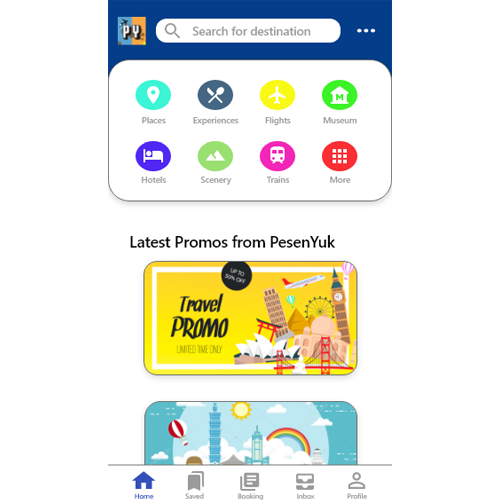 PY
Search for destination
Places
Experiences
Flights
Museum
M
Hotels
Scenery
Trains
More
Latest Promos from PesenYuk
UP TO
50% OFF
Travel
PROMO
LIMITED TIME ONLY
Home
Saved
Booking
Inbox
Profile